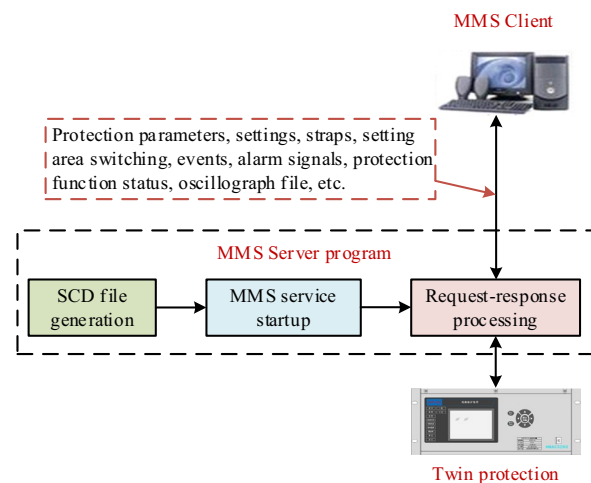 MMS Client
Protection parameters, settings, straps, setting
area switching, events, alarm signals, protection
function status, oscillograph file, etc.
MMS Server program
SCD file
generation
MMS service
startup
Request-response
processing
Twin protection